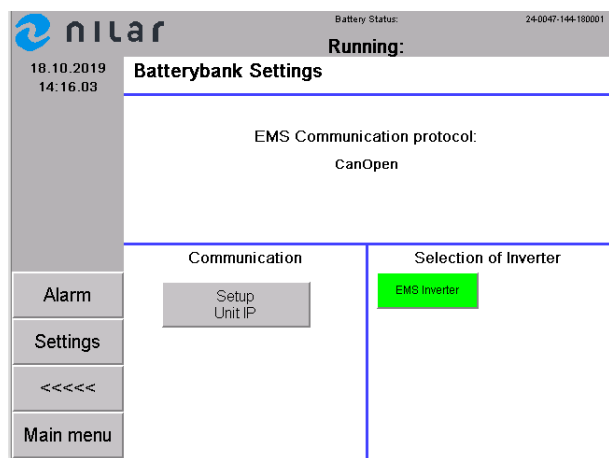 nilar
Battery Status:
24-0047-144-180001
Running:
18.10.2019
14:16.03
Batterybank Settings
EMS Communication protocol:
CanOpen
Communication
Selection of Inverter
Setup
Unit IP
EMS Inverter
Alarm
Settings
<<<<<
Main menu